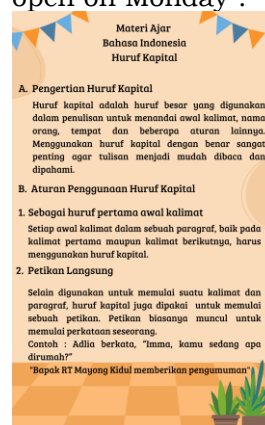 open on Monday".
Materi Ajar
Bahasa Indonesia
Huruf Kapital
A. Pengertian Huruf Kapital
Huruf kapital adalah huruf besar yang digunakan
dalam penulisan untuk menandai awal kalimat, nama
orang, tempat dan beberapa aturan lainnya.
Menggunakan huruf kapital dengan benar sangat
penting agar tulisan menjadi mudah dibaca dan
dipahami.
B. Aturan Penggunaan Huruf Kapital
1. Sebagai huruf pertama awal kalimat
Setiap awal kalimat dalam sebuah paragraf, baik pada
kalimat pertama maupun kalimat berikutnya, harus
menggunakan huruf kapital.
2. Petikan Langsung
Selain digunakan untuk memulai suatu kalimat dan
paragraf, huruf kapital juga dipakai untuk memulai
sebuah petikan. Petikan biasanya muncul untuk
memulai perkataan seseorang.
Contoh : Adlia berkata, "Imma, kamu sedang apa
dirumah?"
"Bapak RT Mayong Kidul memberikan pengumuman"